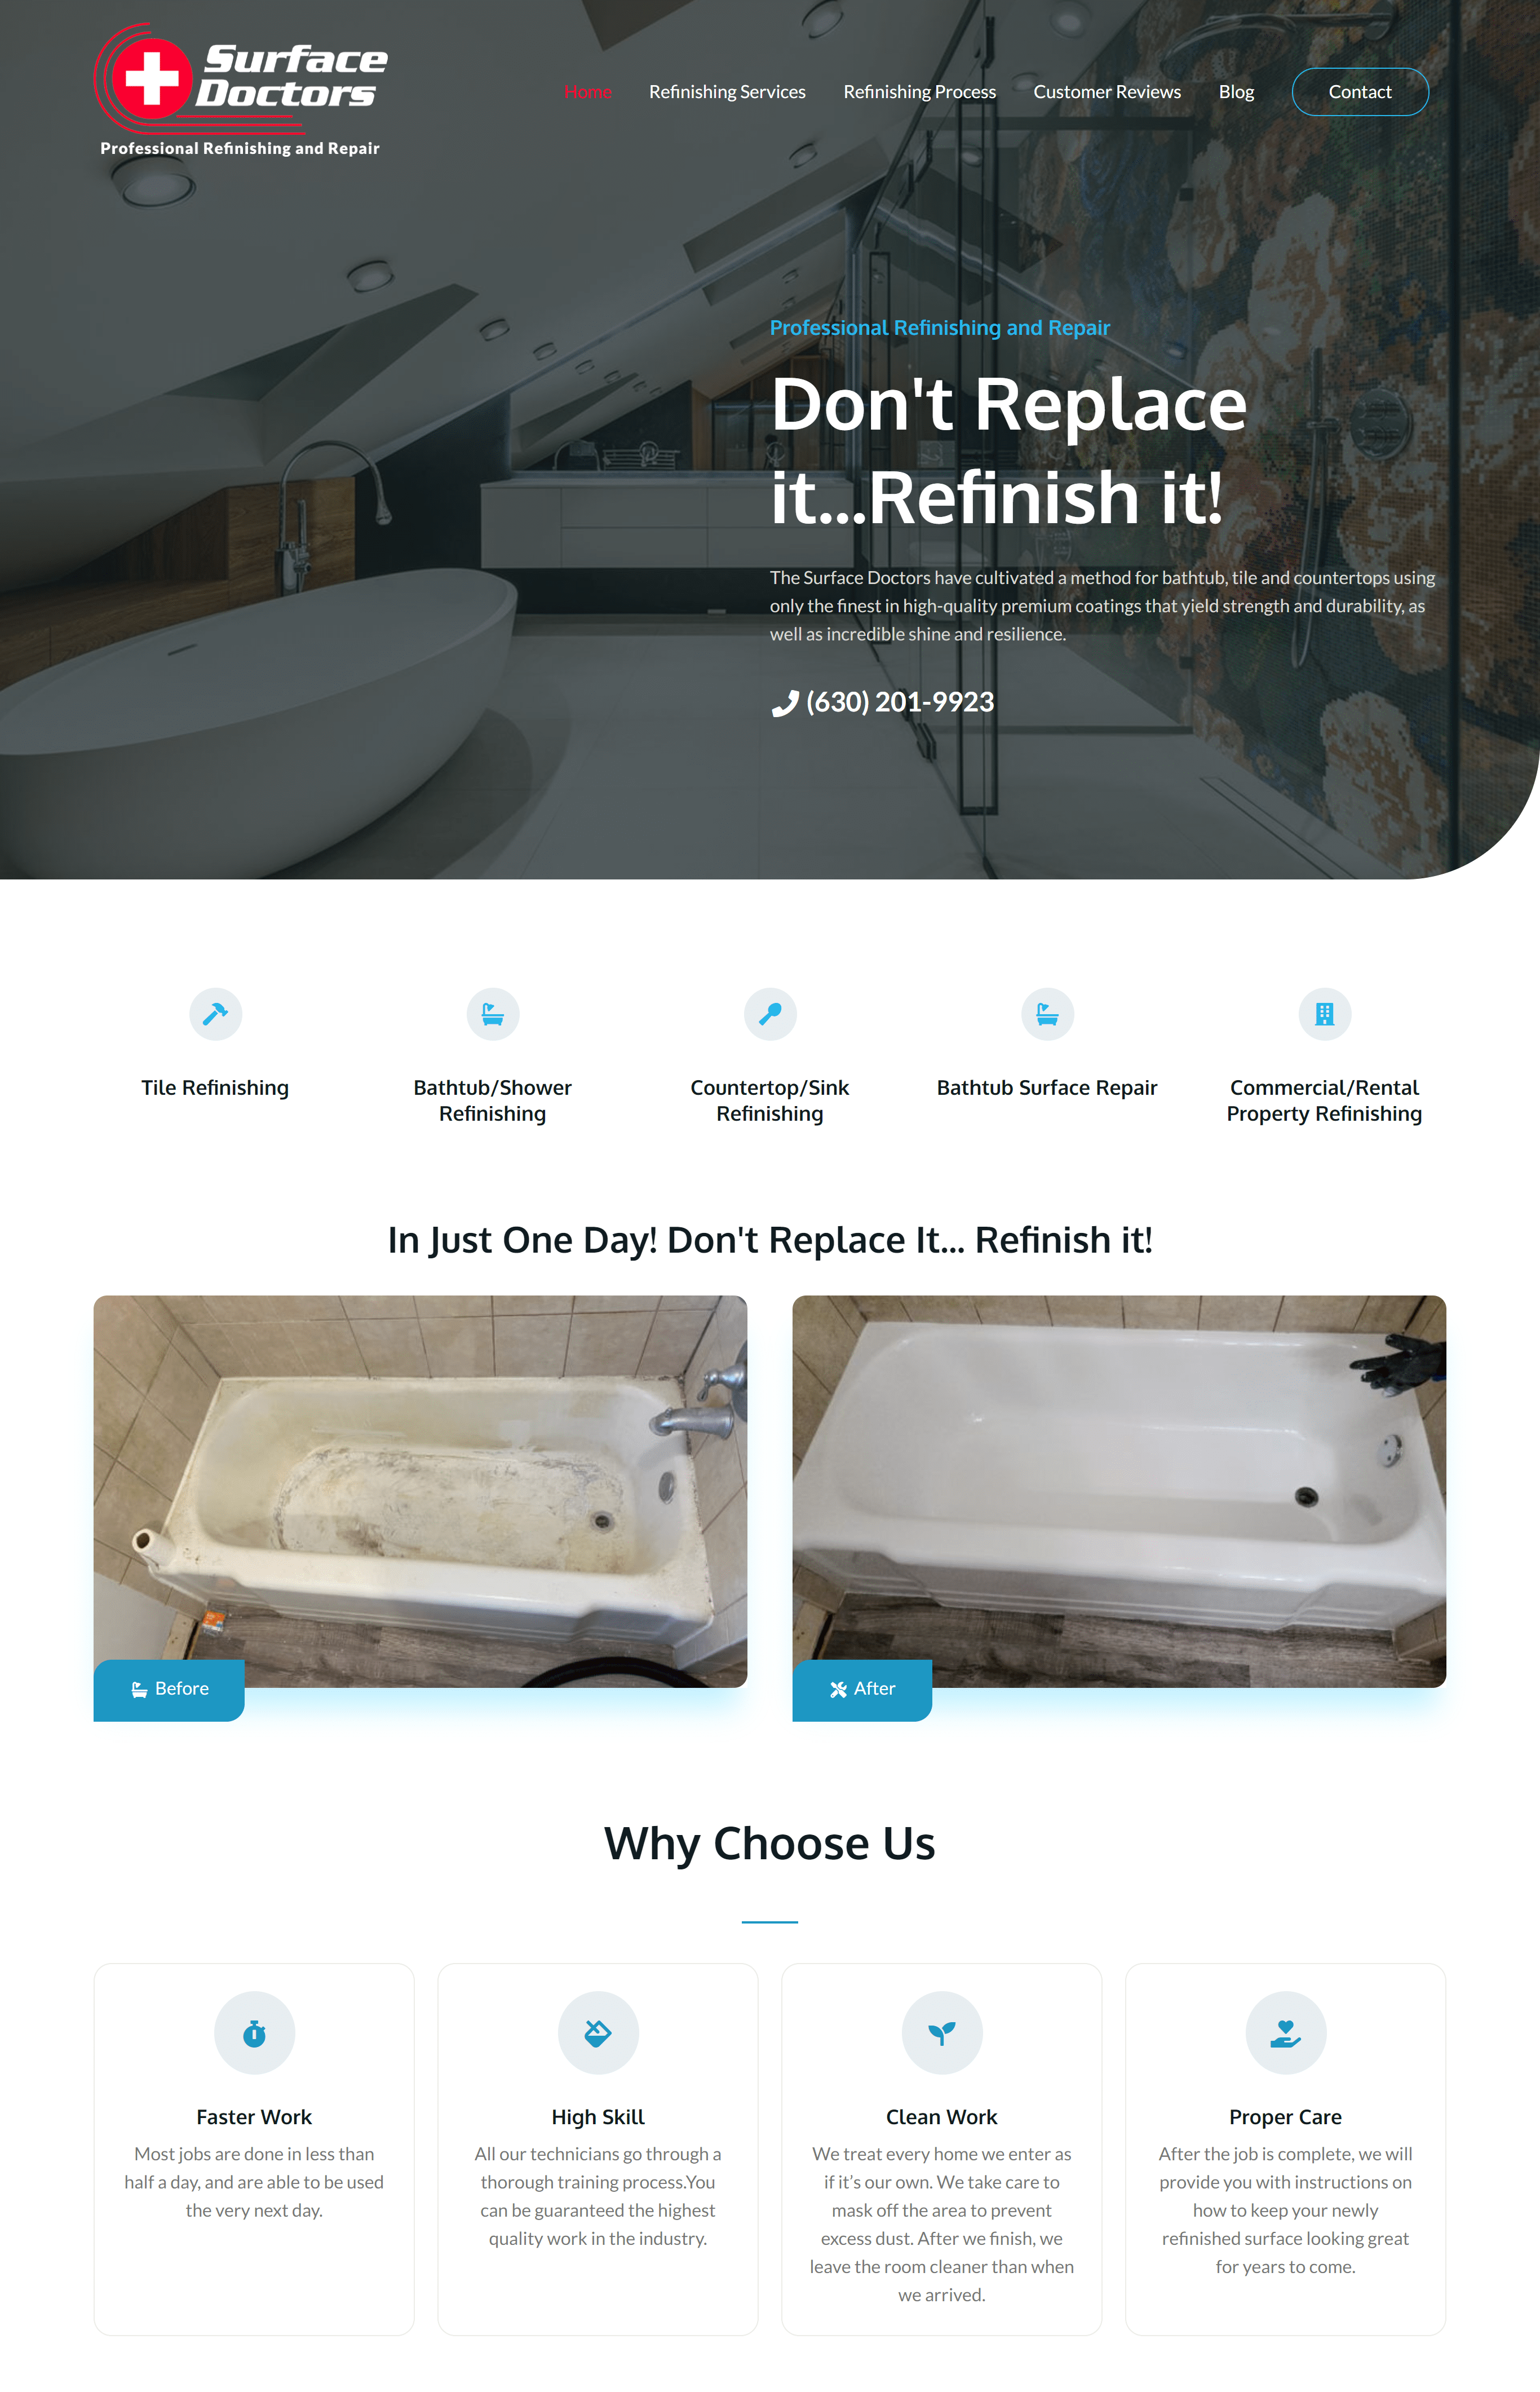 Surface
Doctors
Professional Refinishing and Repair
Home
Refinishing Services
Refinishing Process
Customer Reviews
Blog
Contact
Professional Refinishing and Repair
Don't Replace
it...Refinish it!
The Surface Doctors have cultivated a method for bathtub, tile and countertops using
only the finest in high-quality premium coatings that yield strength and durability, as
well as incredible shine and resilience.
(630) 201-9923
Tile Refinishing
Bathtub/Shower
Refinishing
Countertop/Sink
Refinishing
Bathtub Surface Repair
Commercial/Rental
Property Refinishing
In Just One Day! Don't Replace It... Refinish it!
Before
After
Why Choose Us
Faster Work
Most jobs are done in less than
half a day, and are able to be used
the very next day.
High Skill
All our technicians go through a
thorough training process.You
can be guaranteed the highest
quality work in the industry.
Clean Work
We treat every home we enter as
if it’s our own. We take care to
mask off the area to prevent
excess dust. After we finish, we
leave the room cleaner than when
we arrived.
Proper Care
After the job is complete, we will
provide you with instructions on
how to keep your newly
refinished surface looking great
for years to come.